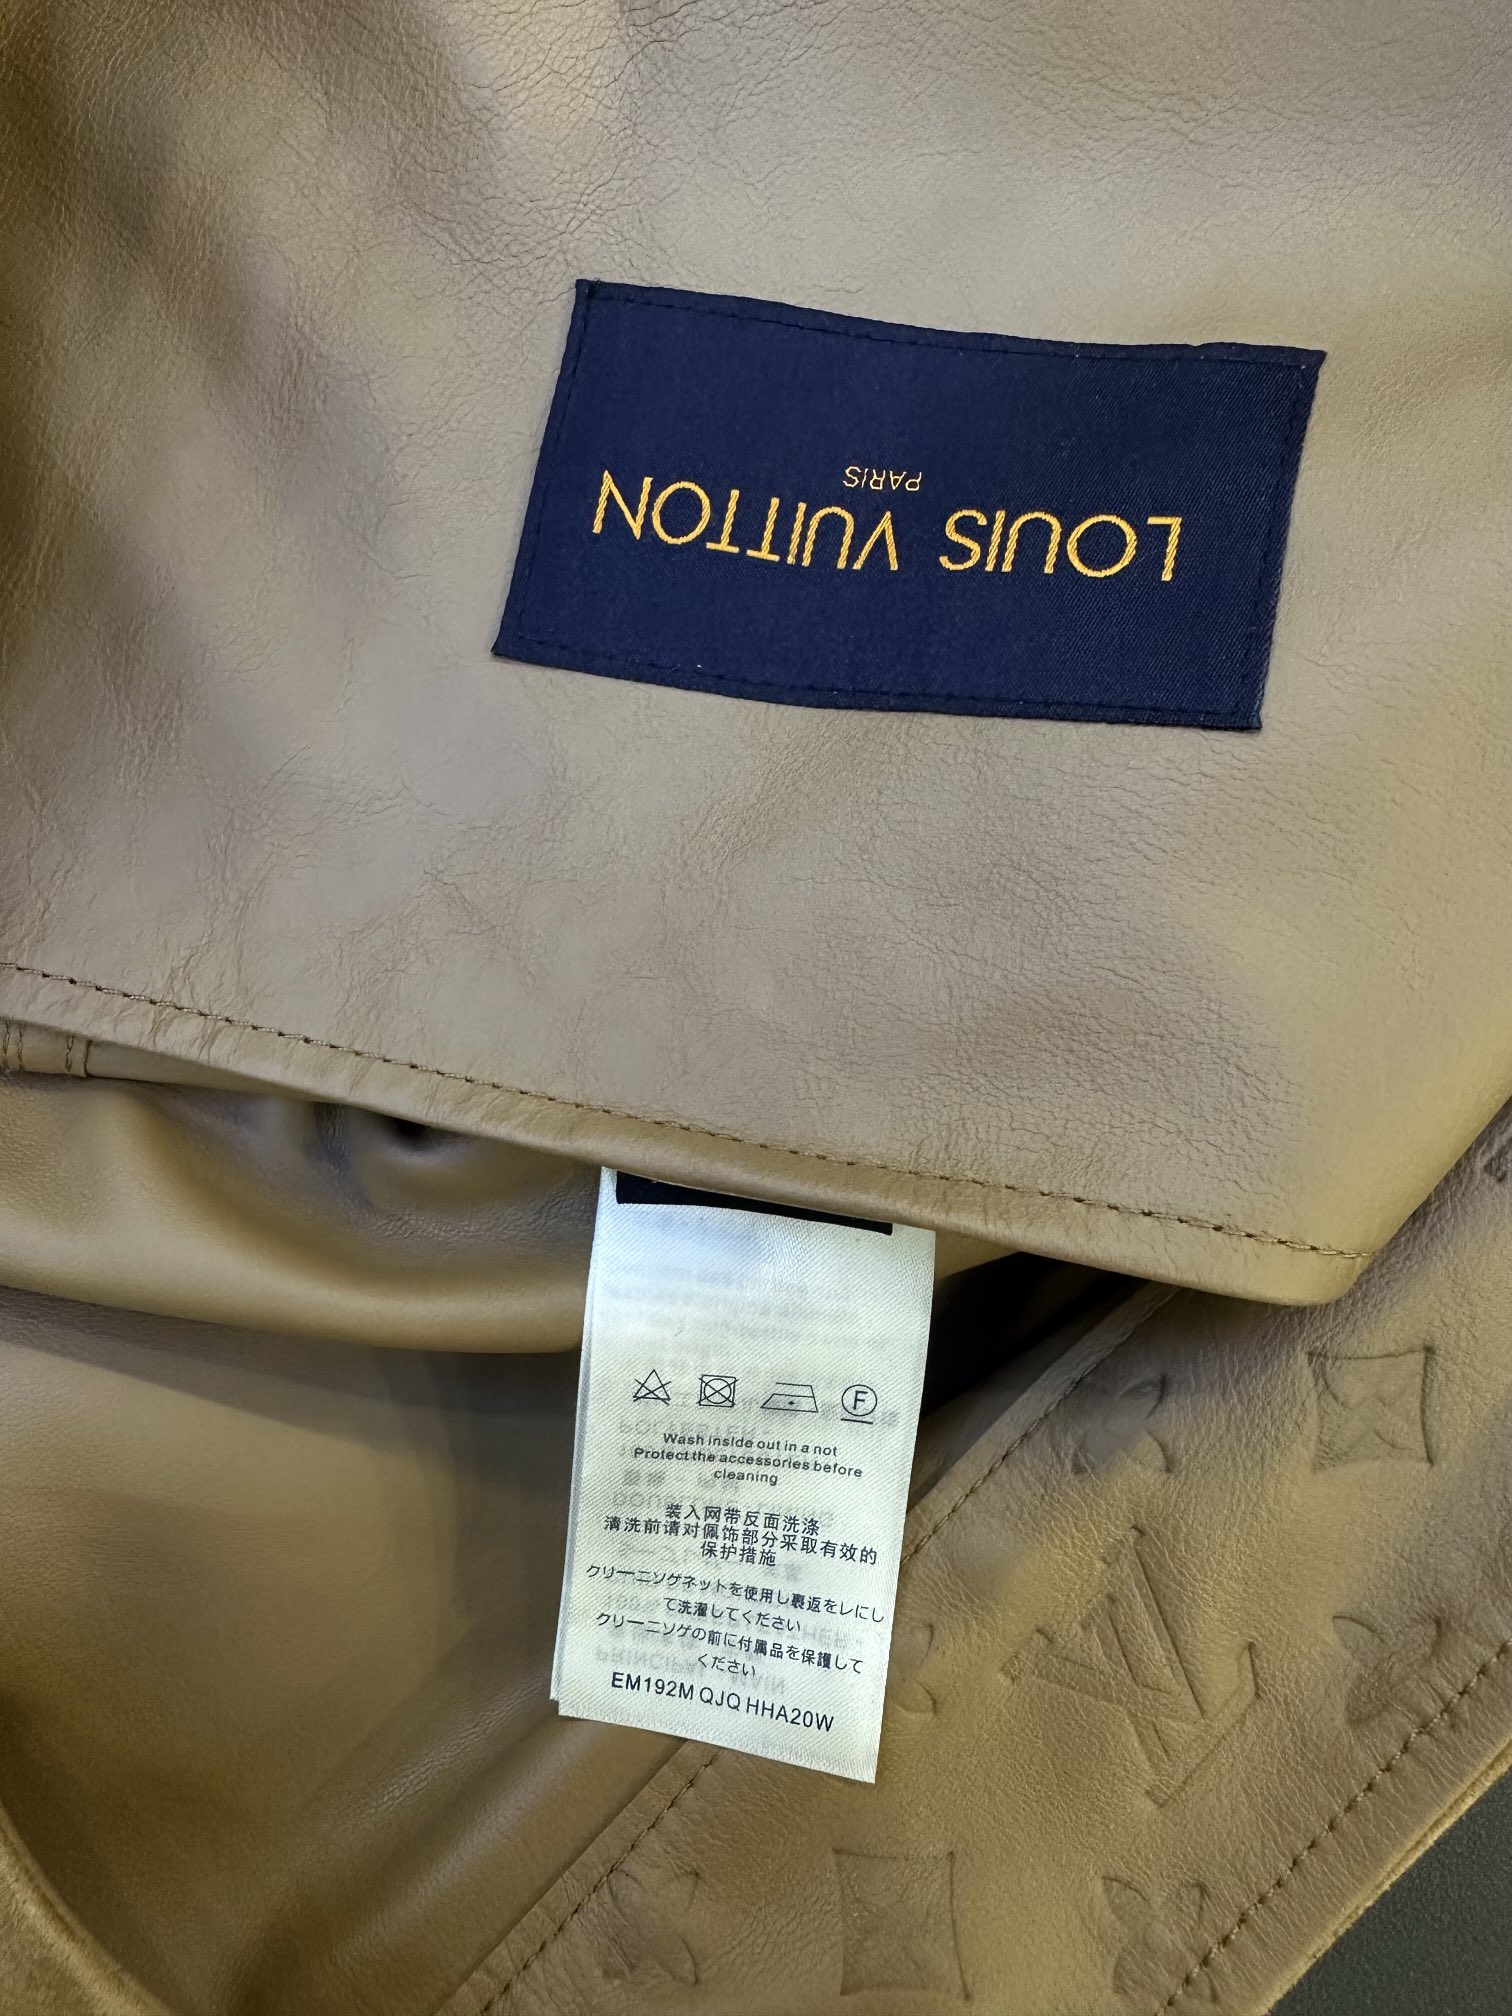 LOUIS VUITTON
PARIS
F
Wash inside out in a not
Protect the accessories before
cleaning
装入网带反面洗涤
清洗前请对佩饰部分采取有效的
保护措施
クリーニソゲネットを使用し裏返をレにし
て洗濯してください
クリーニソゲの前に付属品を保護して
ください
EM192M QJQ HHA20W